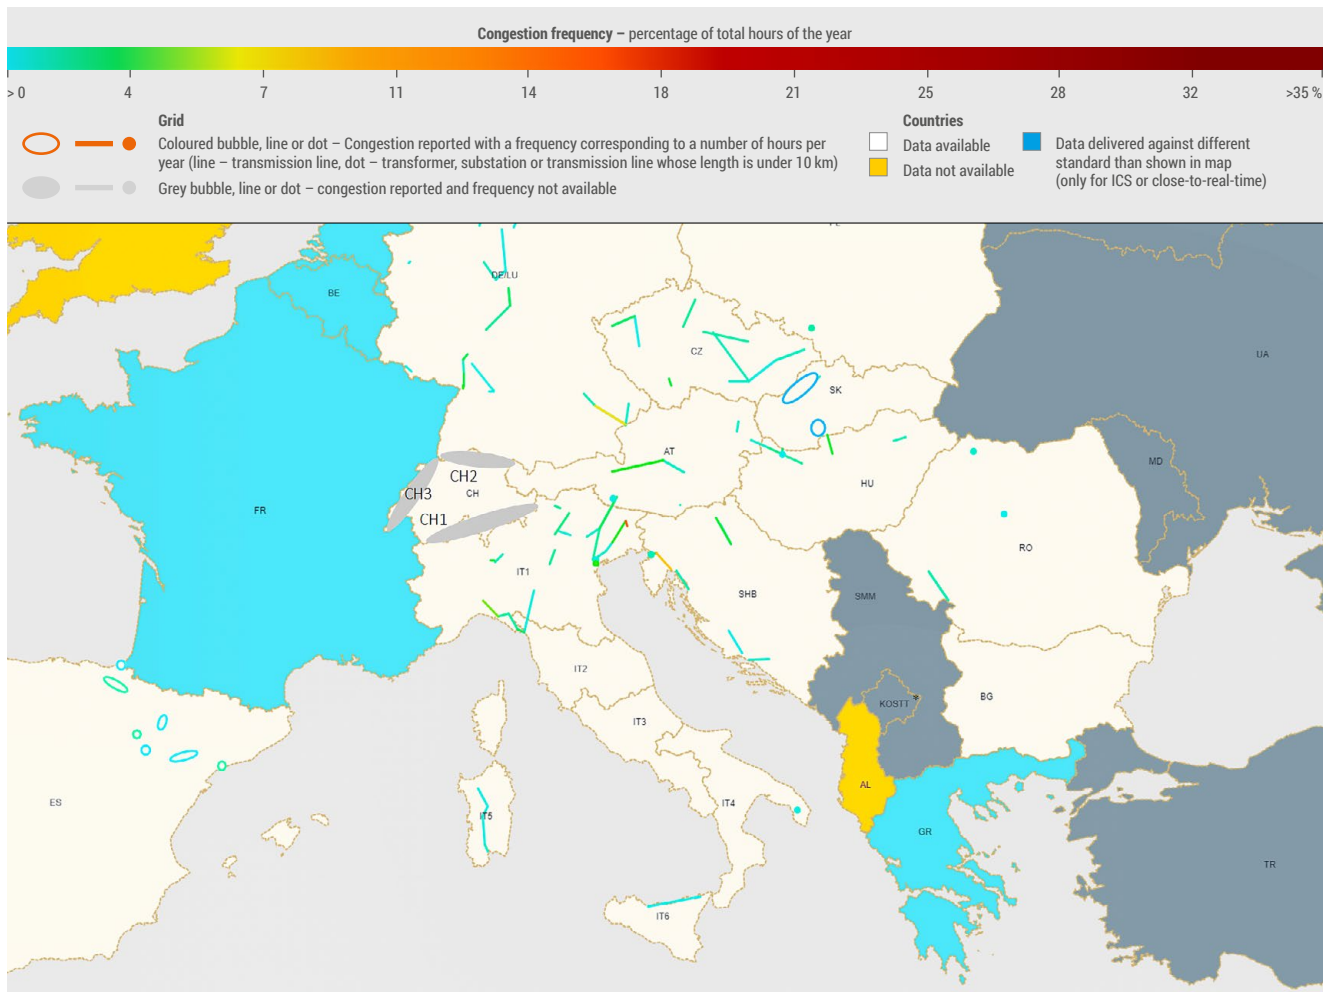 Congestion frequency – percentage of total hours of the year
> 0 4 7 11 14 18 21 25 28 32 >35 %
Grid
Coloured bubble, line or dot – Congestion reported with a frequency corresponding to a number of hours per
year (line – transmission line, dot – transformer, substation or transmission line whose length is under 10 km)
Grey bubble, line or dot – congestion reported and frequency not available
Countries
Data available
Data not available
Data delivered against different
standard than shown in map
(only for ICS or close-to-real-time)
DE/LU
BE
CZ
UA
SK
AT
MD
CH2
CH3
CH
HU
FR
CH1
RO
IT1
SHB
SMM
IT2
BG
KOSTT *
IT3
ES
IT4
AL
IT5
GR
TR
IT6